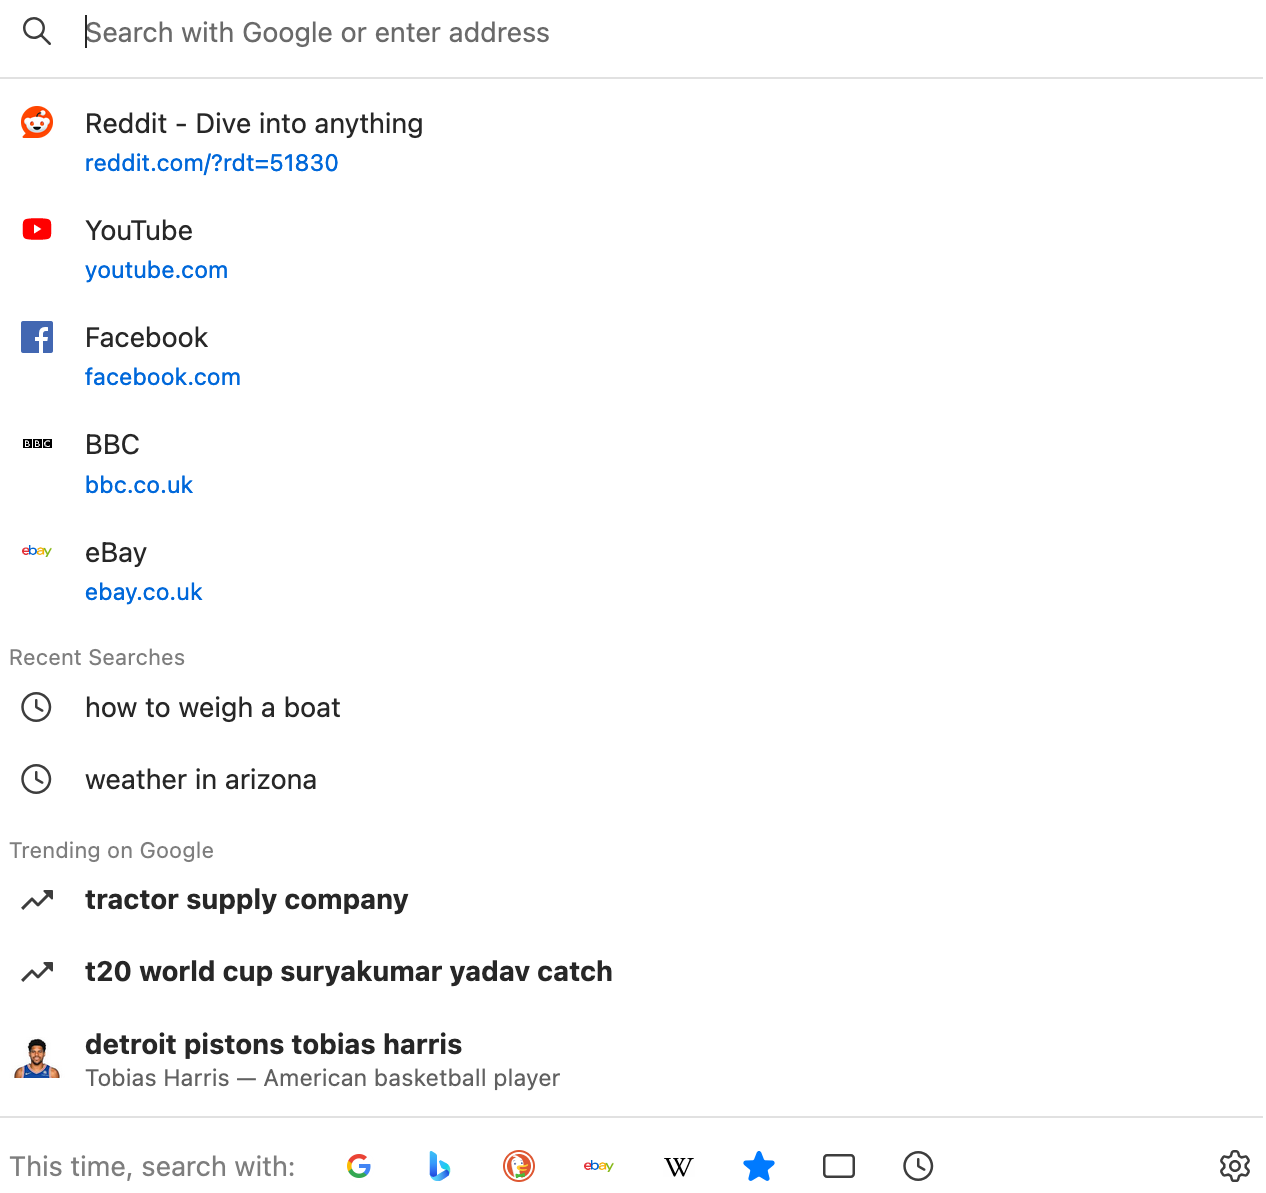 Search with Google or enter address
Reddit - Dive into anything
reddit.com/?rdt=51830
YouTube
youtube.com
Facebook
facebook.com
BBC
BBC
bbc.co.uk
ebay
eBay
ebay.co.uk
Recent Searches
how to weigh a boat
weather in arizona
Trending on Google
tractor supply company
t20 world cup suryakumar yadav catch
detroit pistons tobias harris
Tobias Harris — American basketball player
This time, search with: G ebay W